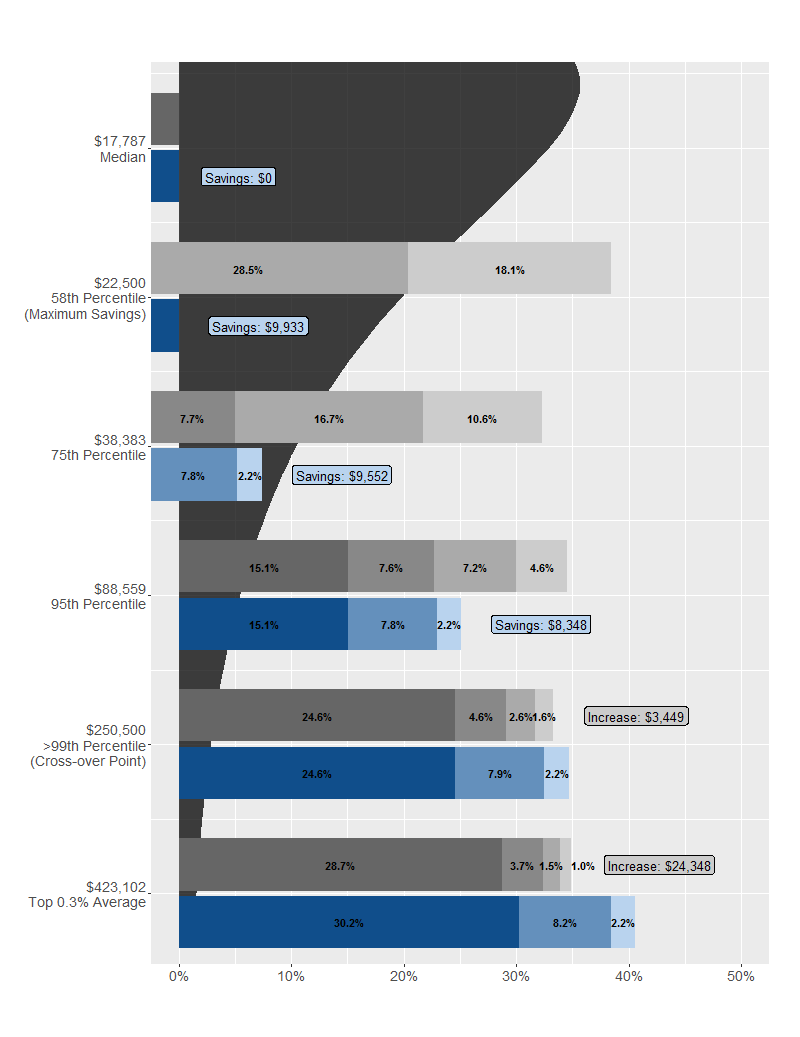 $17,787
Median
Savings: $0
28.5% 18.1%
$22,500
58th Percentile
(Maximum Savings)
Savings: $9,933
7.7% 16.7% 10.6%
$38,383
75th Percentile
7.8% 2.2% Savings: $9,552
15.1% 7.6% 7.2% 4.6%
$88,559
95th Percentile
15.1% 7.8% 2.2% Savings: $8,348
24.6% 4.6% 2.6% 1.6% Increase: $3,449
$250,500
>99th Percentile
(Cross-over Point)
24.6% 7.9% 2.2%
28.7% 3.7% 1.5% 1.0% Increase: $24,348
$423,102
Top 0.3% Average
30.2% 8.2% 2.2%
0% 10% 20% 30% 40% 50%